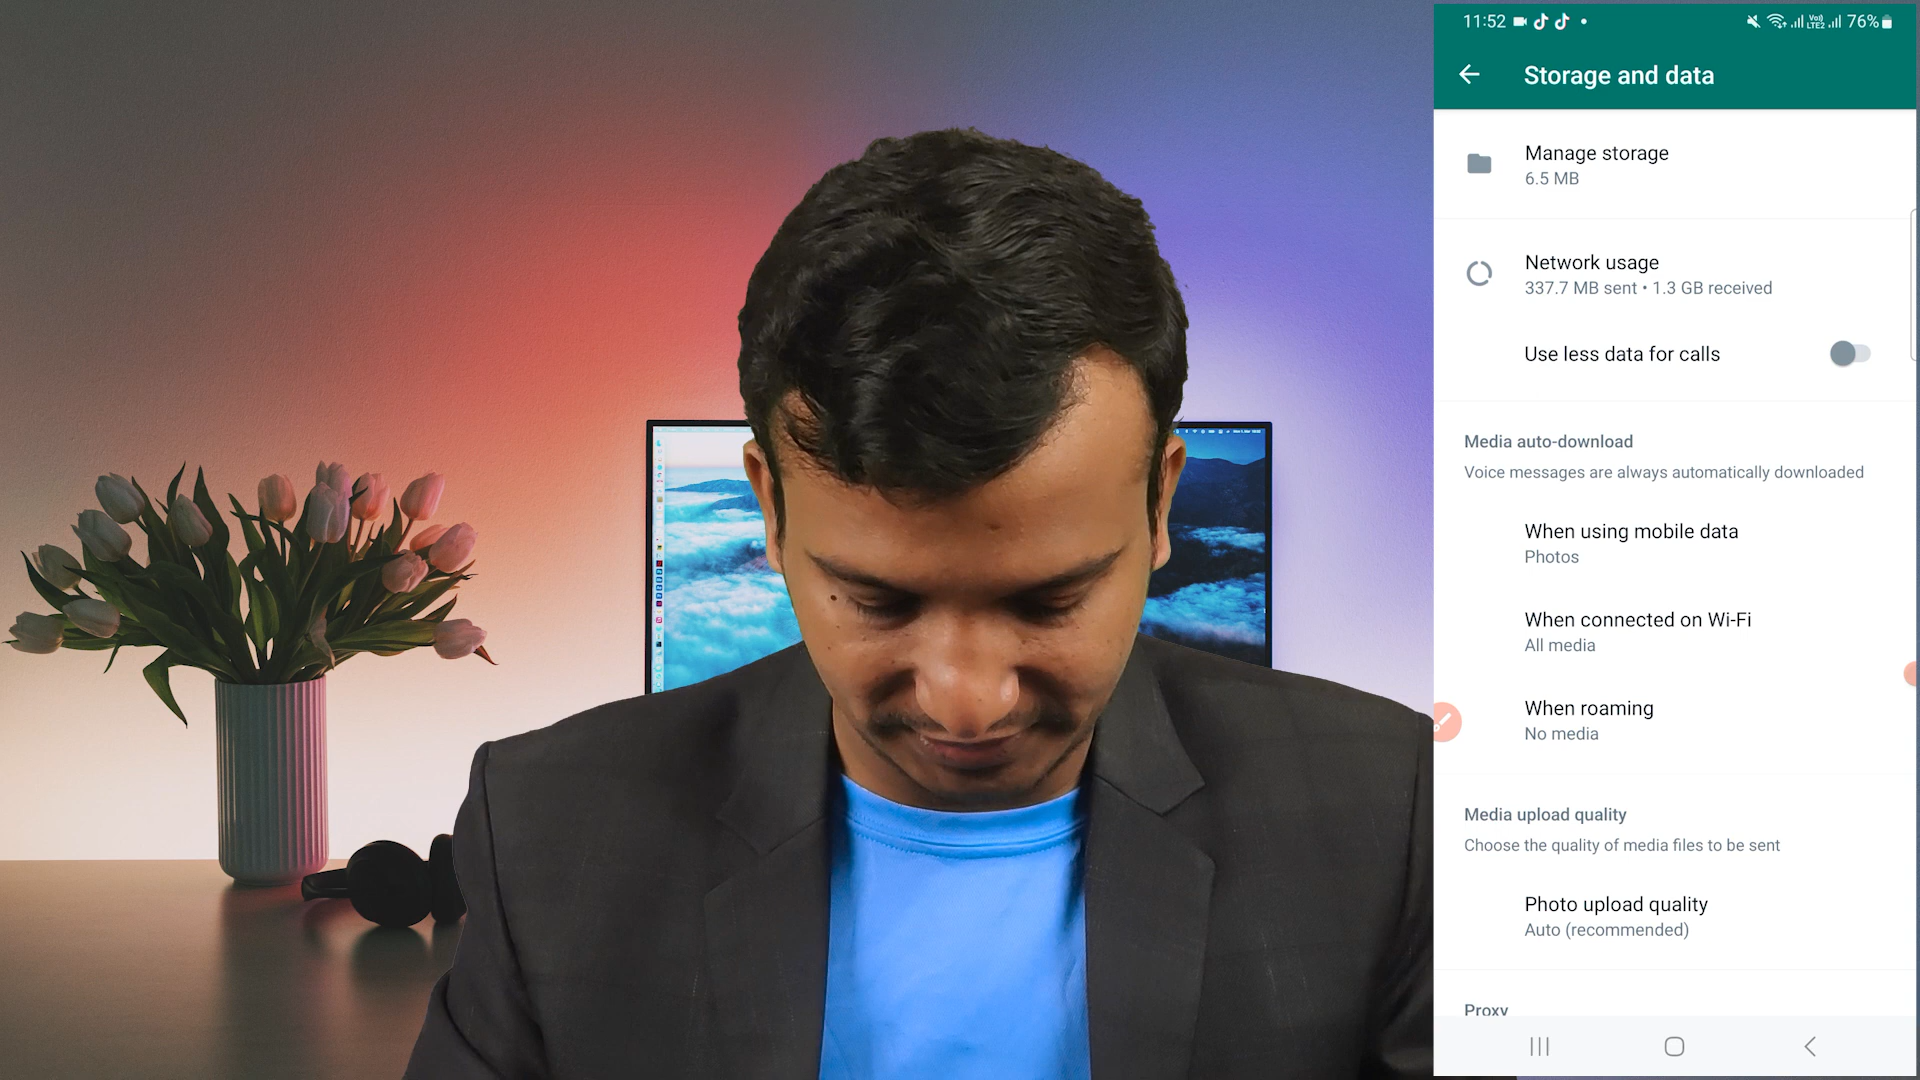 11:52
Vo))
LTE2
76%
Storage and data
Manage storage
6.5 MB
Network usage
337.7 MB sent • 1.3 GB received
Use less data for calls
Media auto-download
Voice messages are always automatically downloaded
When using mobile data
Photos
When connected on Wi-Fi
All media
When roaming
No media
Media upload quality
Choose the quality of media files to be sent
Photo upload quality
Auto (recommended)
Proxy